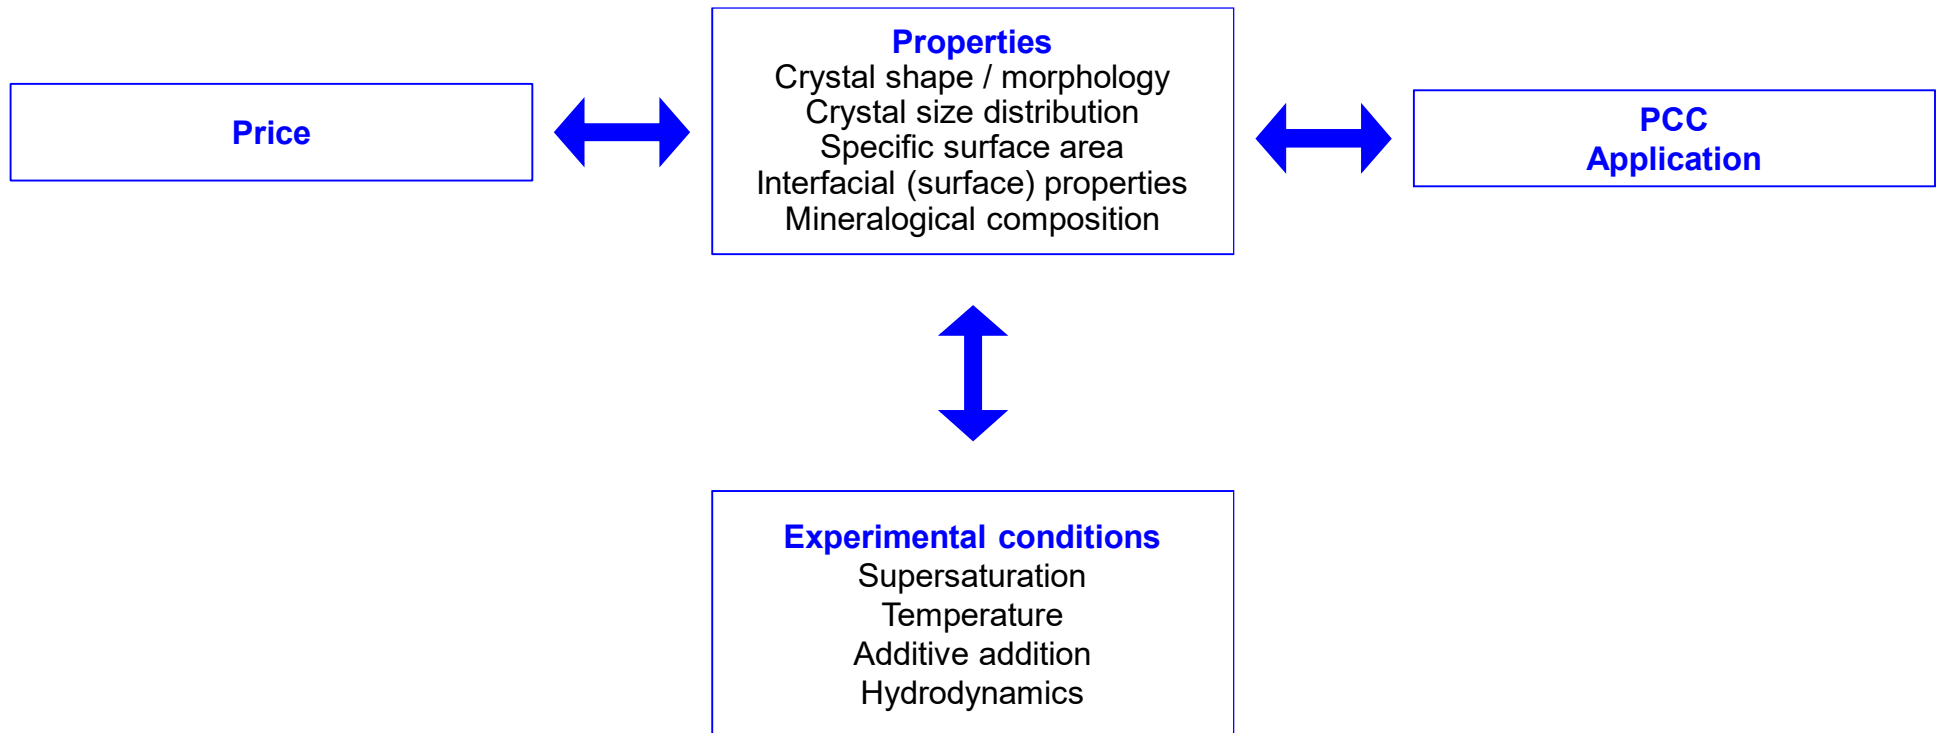 Properties
Crystal shape / morphology
Crystal size distribution
Specific surface area
Interfacial (surface) properties
Mineralogical composition
Price
PCC
Application
Experimental conditions
Supersaturation
Temperature
Additive addition
Hydrodynamics